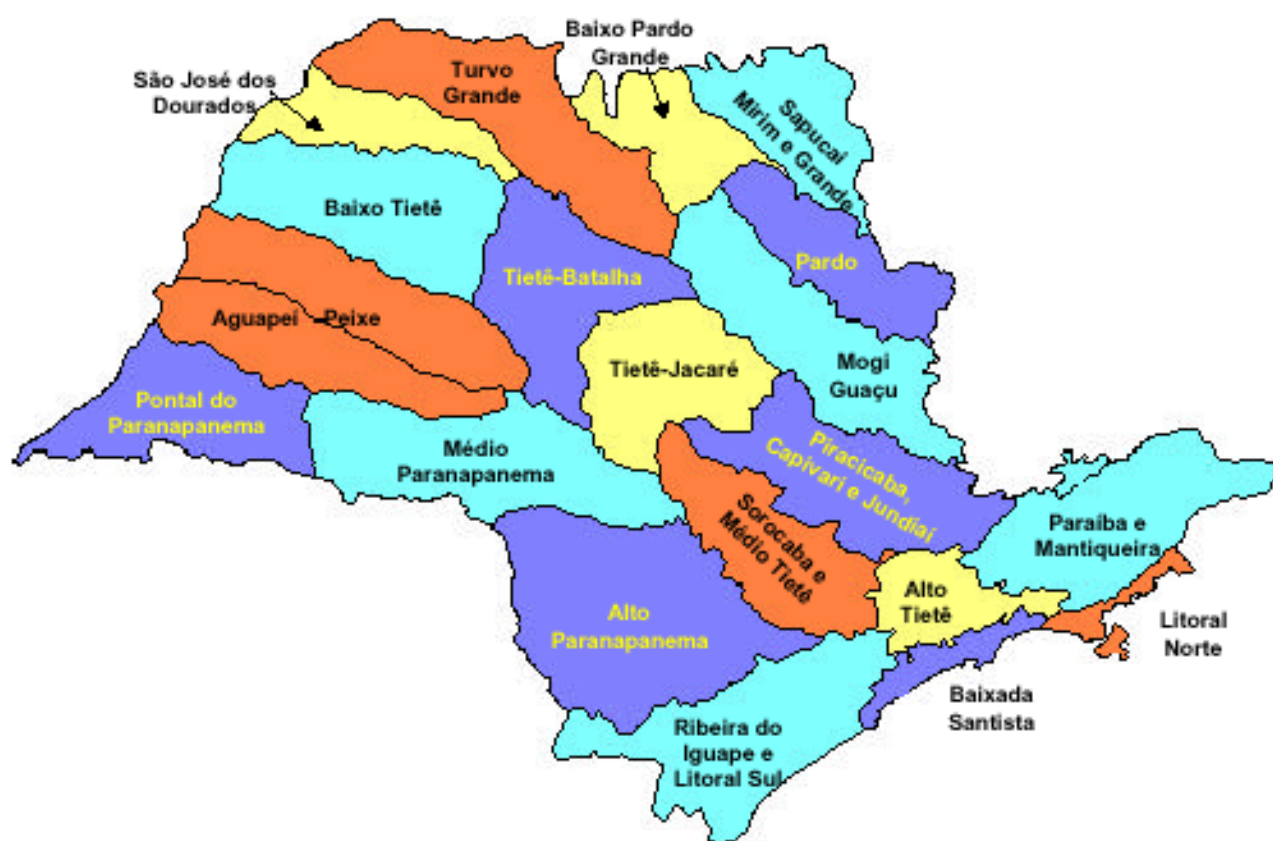 Baixo Pardo
Grande
São José dos
Dourados
Turvo
Grande
Sapucaí
Mirim e Grande
Baixo Tietê
Pardo
Tietê-Batalha
Aguapeí Peixe
Tietê-Jacaré
Mogi
Guaçu
Pontal do
Paranapanema
Médio
Paranapanema
Piracicaba,
Capivari e Jundiaí
Sorocaba e
Médio Tietê
Paraíba e
Mantiqueira
Alto
Tietê
Alto
Paranapanema
Litoral
Norte
Baixada
Santista
Ribeira do
Iguape e
Litoral Sul